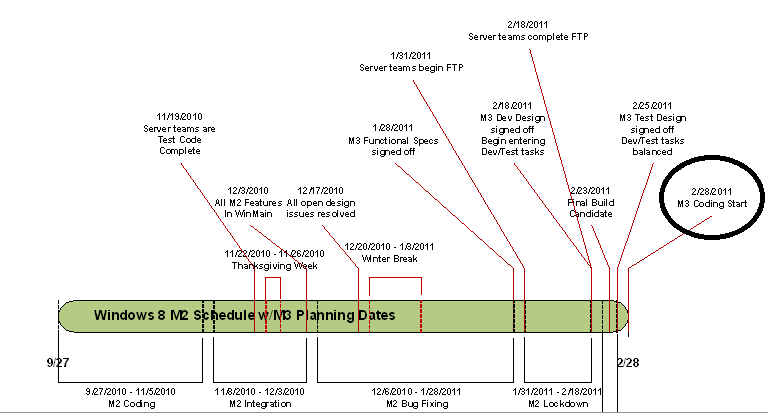 2/18/2011
Server teams complete FTP
1/31/2011
Server teams begin FTP
11/19/2010
Server teams are
Test Code
Complete
1/28/2011
M3 Functional Specs
signed off
2/18/2011
M3 Dev Design
signed off
Begin entering
Dev/Test tasks
2/25/2011
M3 Test Design
signed off
Dev/Test tasks
balanced
12/3/2010
All M2 Features
In WinMain
12/17/2010
All open design
issues resolved
2/23/2011
Final Build
Candidate
2/28/2011
M3 Coding Start
11/22/2010 - 11/26/2010
Thanksgiving Week
12/20/2010 - 1/3/2011
Winter Break
Windows 8 M2 Schedule w/M3 Planning Dates
9/27
2/28
9/27/2010 - 11/5/2010
M2 Coding
11/8/2010 - 12/3/2010
M2 Integration
12/6/2010 - 1/28/2011
M2 Bug Fixing
1/31/2011 - 2/18/2011
M2 Lockdown